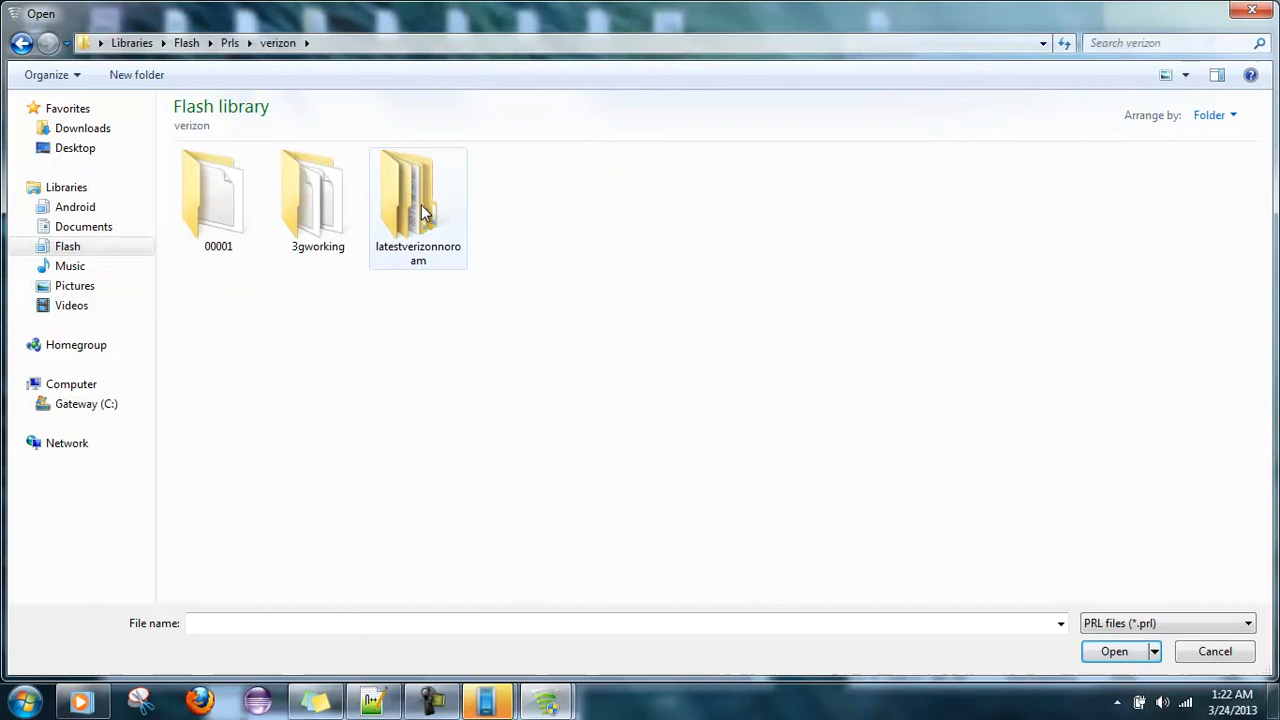 Open
Libraries Flash Prls verizon
Search verizon
Organize New folder
Favorites
Downloads
Desktop
Libraries
Android
Documents
Flash
Music
Pictures
Videos
Homegroup
Computer
Gateway (C:)
Network
Flash library
verizon
Arrange by: Folder
00001
3gworking
latestverizonnoro
am
File name:
PRL files (*.prl)
Open Cancel
1:22 AM
3/24/2013